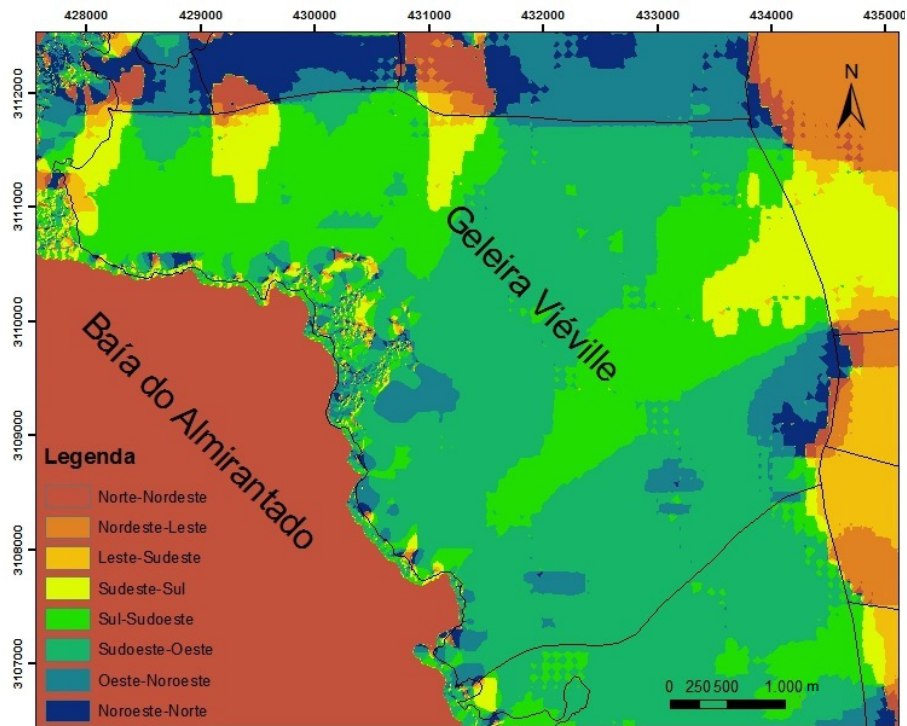 428000 429000 430000 431000 432000 433000 434000 435000
3112000
3111000
3110000
3109000
3108000
3107000
N
Geleira Viéville
Baía do Almirantado
Legenda
Norte-Nordeste
Nordeste-Leste
Leste-Sudeste
Sudeste-Sul
Sul-Sudoeste
Sudoeste-Oeste
Oeste-Noroeste
Noroeste-Norte
0 250 500 1.000 m